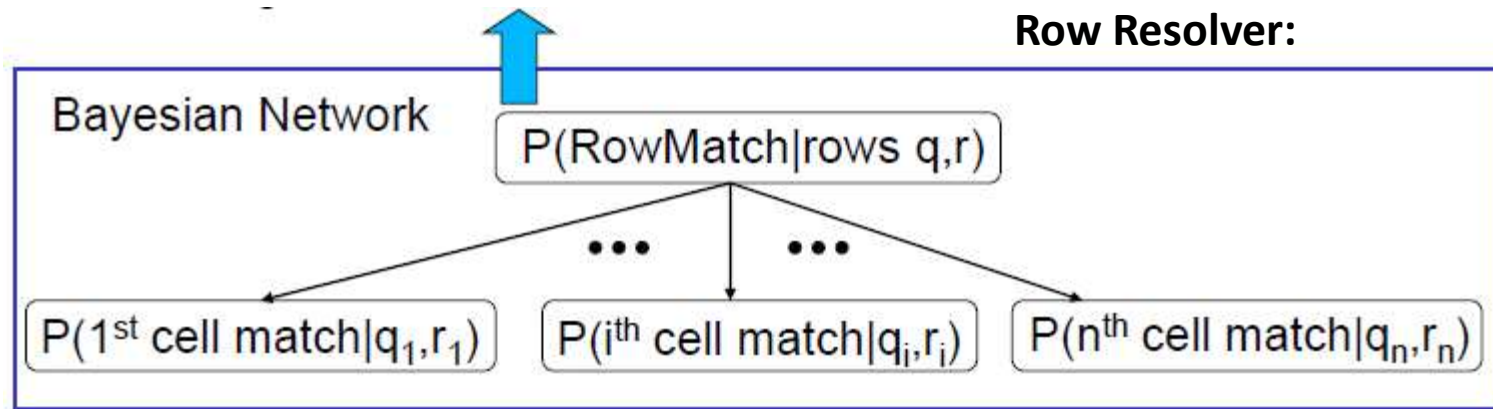 Row Resolver:
Bayesian Network
P(RowMatch|rows q,r)
••• •••
P(1st cell match|q1,r1) P(ith cell match|qi,ri) P(nth cell match|qn,rn)